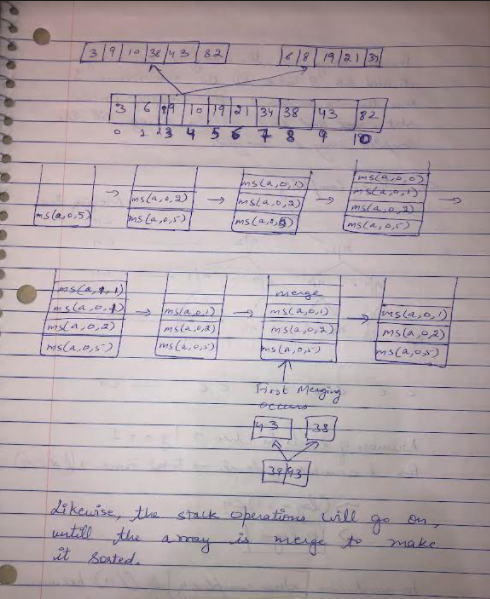 3 9 10 38 43 82 6 8 19 21 34
3 6 8 9 10 19 21 34 38 43 82
0 1 2 3 4 5 6 7 8 9 10
ms(a,0,0)
ms(a,0,1) ms(a,0,1)
ms(a,0,2) ms(a,0,2) ms(a,0,2)
ms(a,0,5) ms(a,0,5) ms(a,0,5) ms(a,0,5)
ms(a,1,1) merge
ms(a,0,1) ms(a,0,1) ms(a,0,1) ms(a,0,1)
ms(a,0,2) ms(a,0,2) ms(a,0,2) ms(a,0,2)
ms(a,0,5) ms(a,0,5) ms(a,0,5) ms(a,0,5)
First Merging
occurs
43 38
Likewise, the stack operations will go on,
untill the array is merge to make
it sorted.